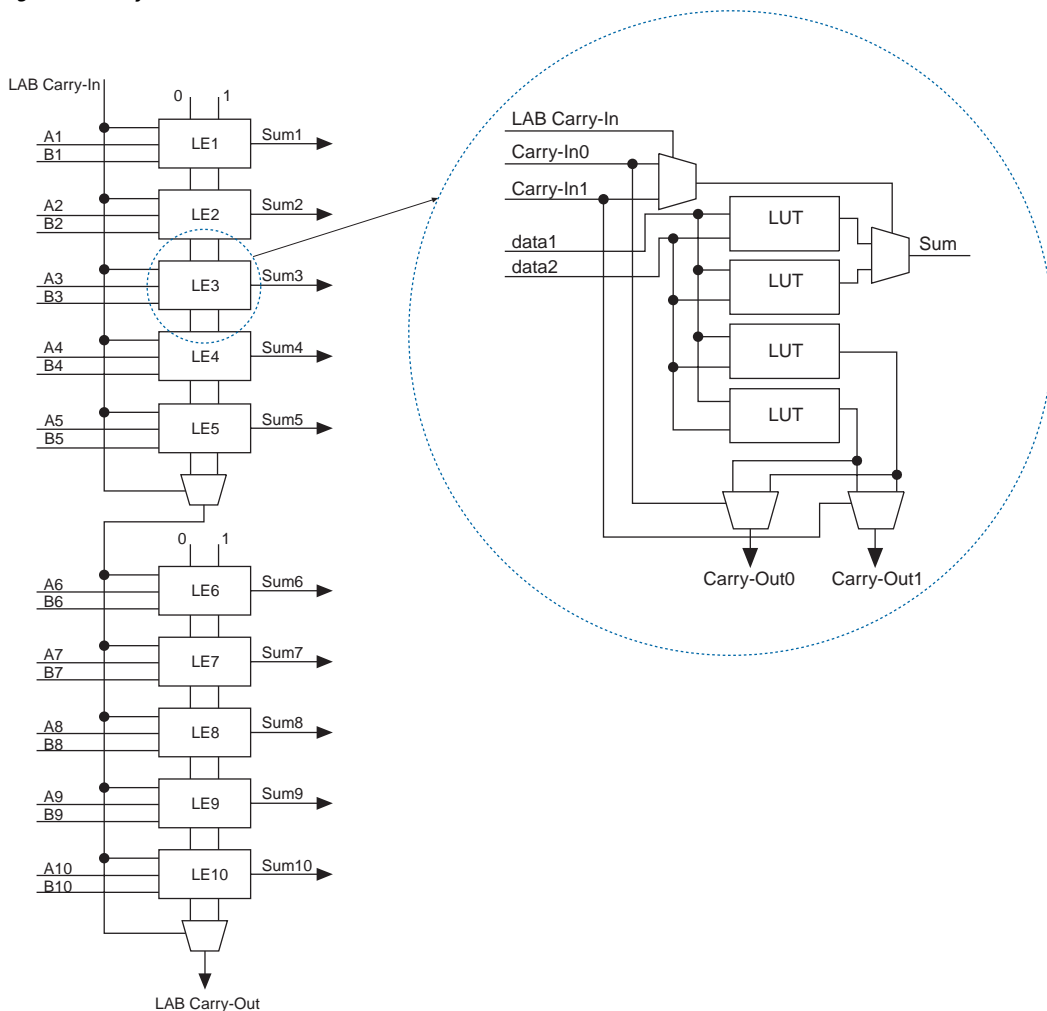 LAB Carry-In
0 1
A1
B1
LE1
Sum1
A2
B2
LE2
Sum2
A3
B3
LE3
Sum3
A4
B4
LE4
Sum4
A5
B5
LE5
Sum5
0 1
A6
B6
LE6
Sum6
A7
B7
LE7
Sum7
A8
B8
LE8
Sum8
A9
B9
LE9
Sum9
A10
B10
LE10
Sum10
LAB Carry-Out
LAB Carry-In
Carry-In0
Carry-In1
data1
data2
LUT
LUT
LUT
LUT
Sum
Carry-Out0
Carry-Out1